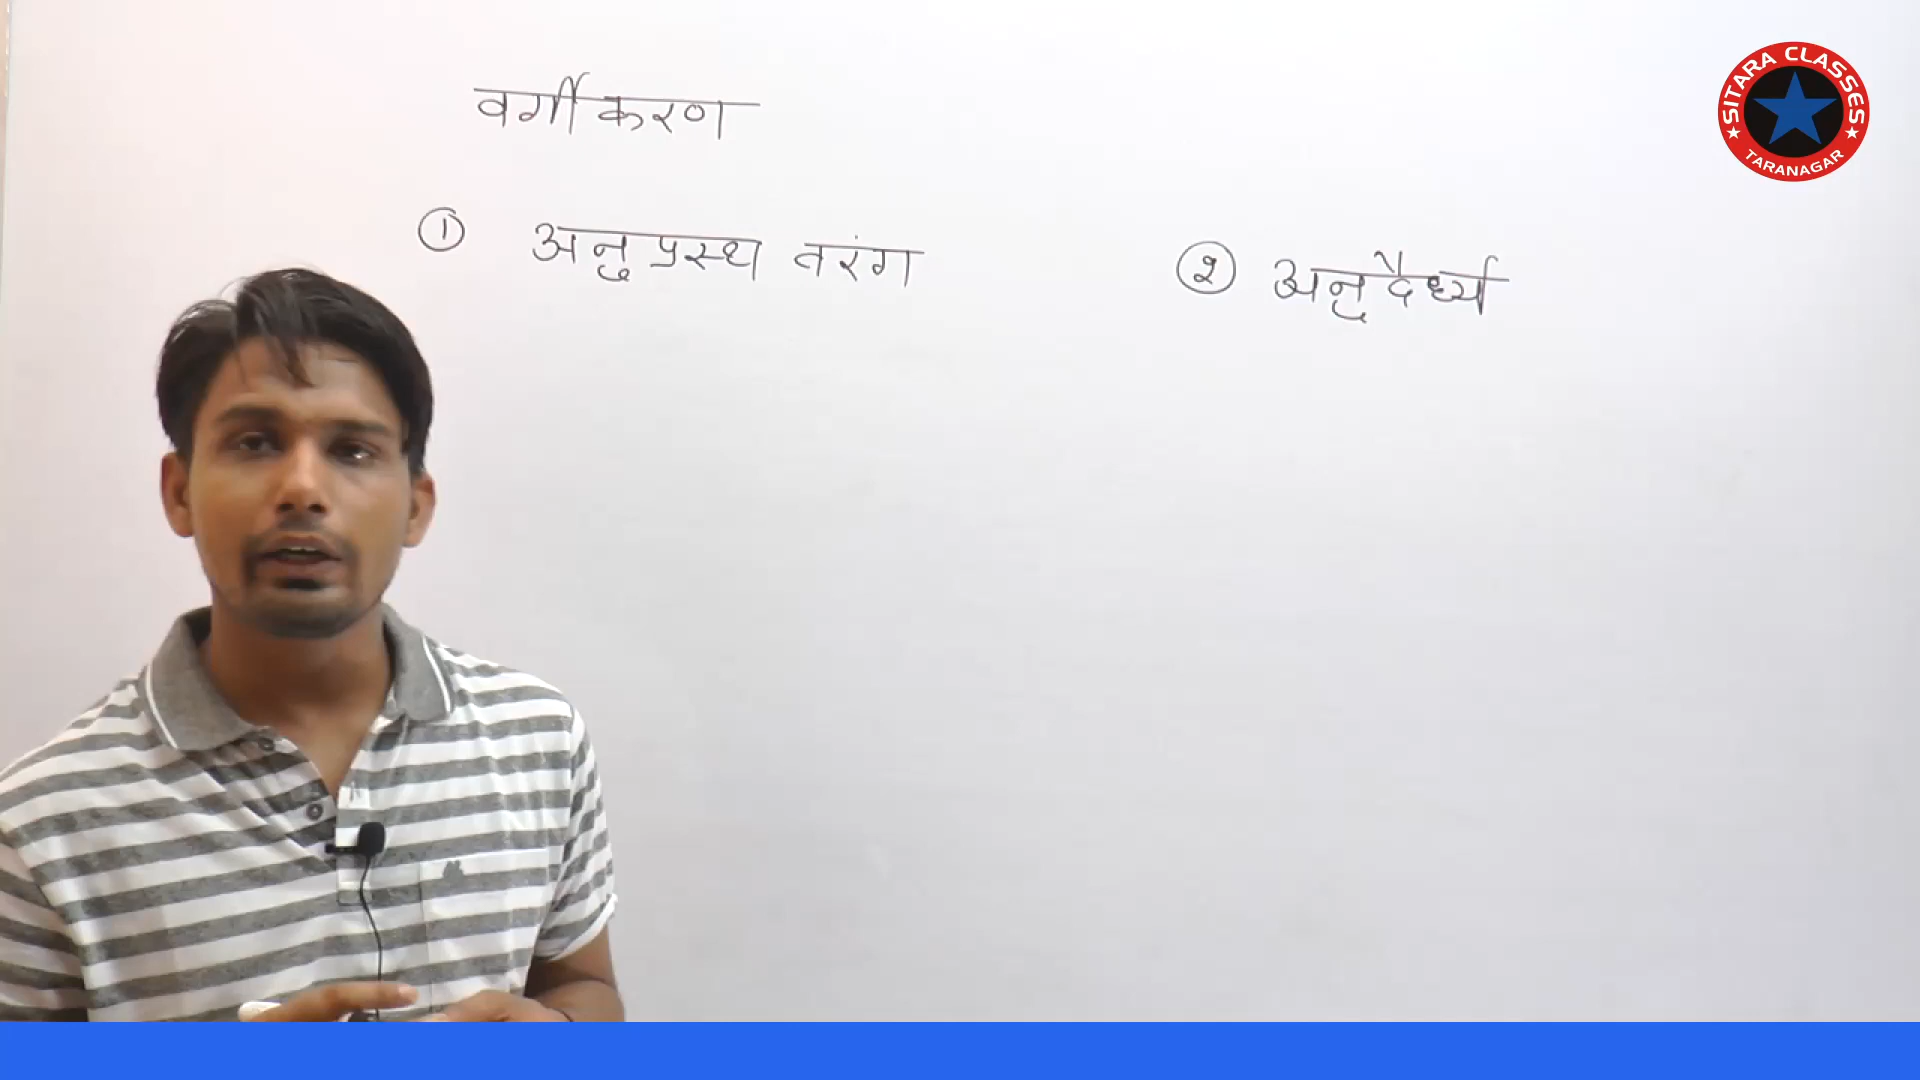 वर्गीकरण
① अनुप्रस्थ तरंग
② अनुदैर्ध्य
SITARA CLASSES
TARANAGAR